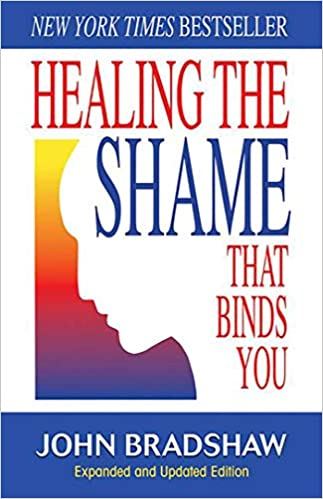 NEW YORK TIMES BESTSELLER
HEALING THE
SHAME
THAT
BINDS
YOU
JOHN BRADSHAW
Expanded and Updated Edition